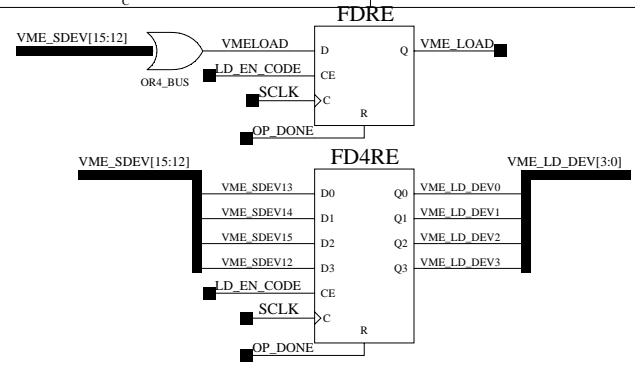 C
FDRE
VME_SDEV[15:12]
VMELOAD
D
Q
VME_LOAD
OR4_BUS
LD_EN_CODE
CE
SCLK
C
R
OP_DONE
VME_SDEV[15:12]
FD4RE
VME_LD_DEV[3:0]
VME_SDEV13
D0
Q0
VME_LD_DEV0
VME_SDEV14
D1
Q1
VME_LD_DEV1
VME_SDEV15
D2
Q2
VME_LD_DEV2
VME_SDEV12
D3
Q3
VME_LD_DEV3
LD_EN_CODE
CE
SCLK
C
R
OP_DONE